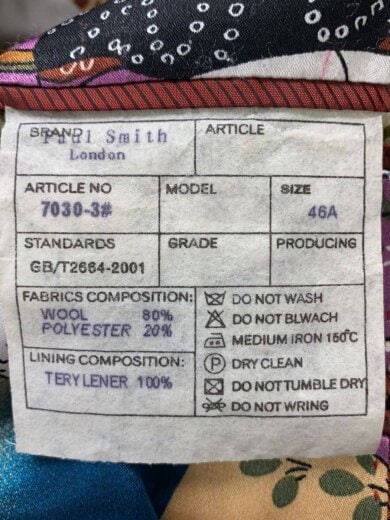 BRAND
Paul Smith
London
ARTICLE
ARTICLE NO
7030-3#
MODEL
SIZE
46A
STANDARDS
GB/T2664-2001
GRADE
PRODUCING
FABRICS COMPOSITION:
WOOL 80%
POLYESTER 20%
LINING COMPOSITION:
TERYLENER 100%
DO NOT WASH
DO NOT BLWACH
MEDIUM IRON 150°C
P DRY CLEAN
DO NOT TUMBLE DRY
DO NOT WRING